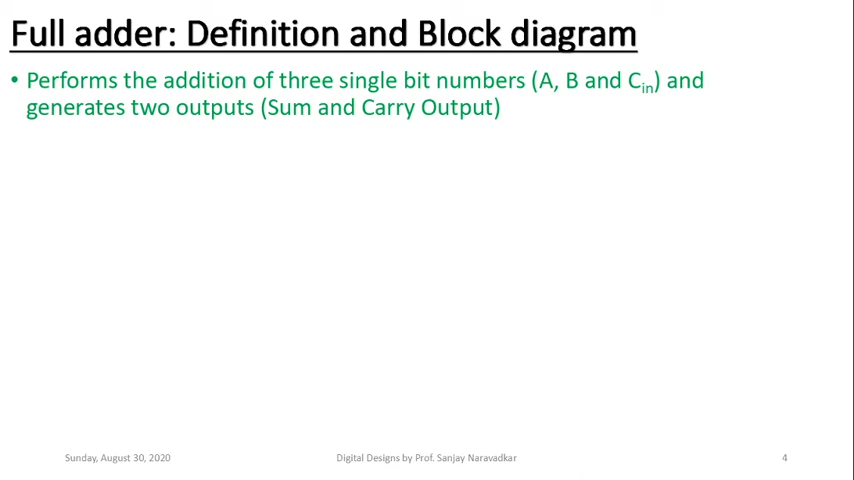 Full adder: Definition and Block diagram
• Performs the addition of three single bit numbers (A, B and Cin) and
generates two outputs (Sum and Carry Output)
Sunday, August 30, 2020 Digital Designs by Prof. Sanjay Naravadkar 4